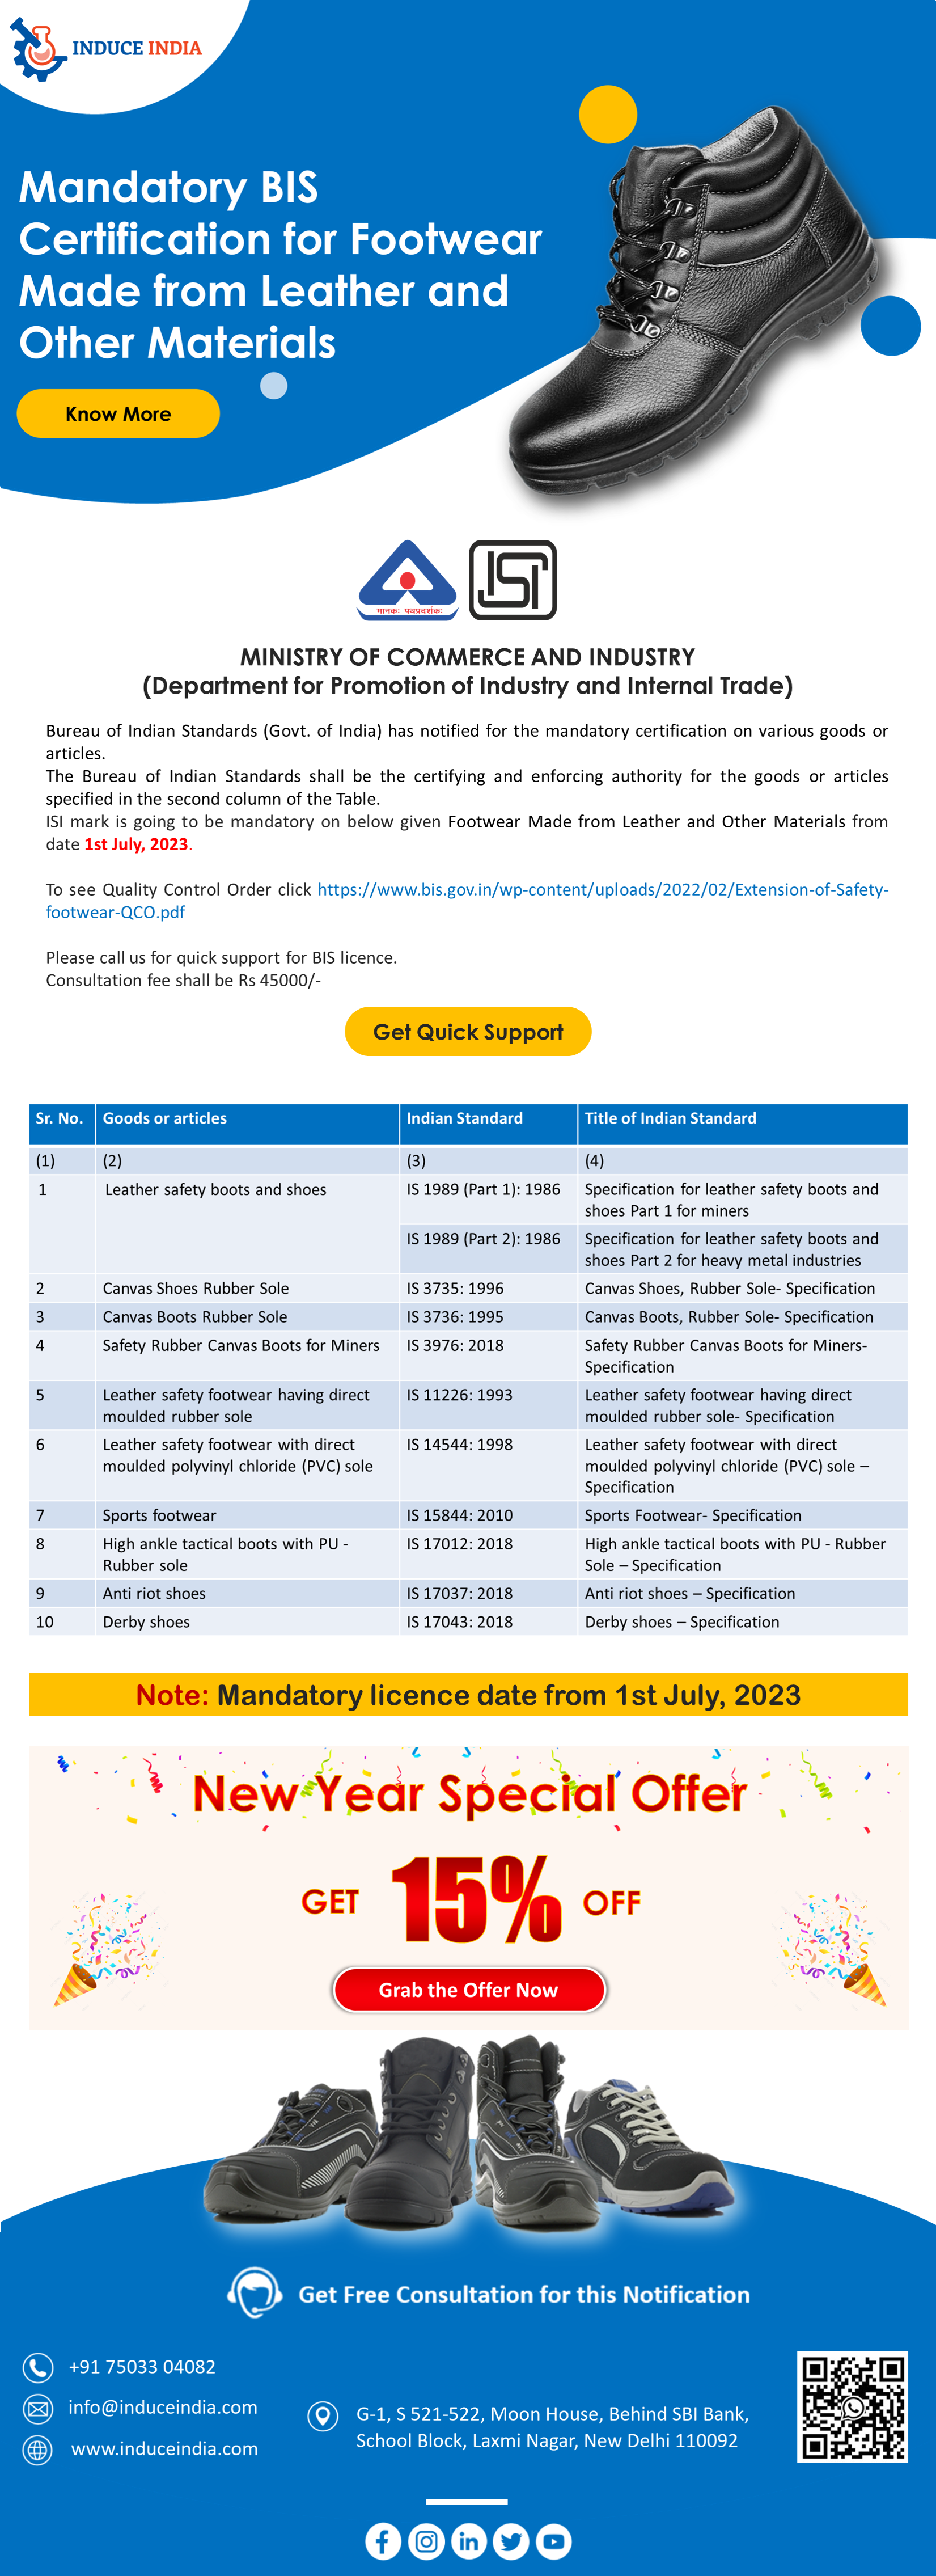 INDUCE INDIA
Mandatory BIS
Certification for Footwear
Made from Leather and
Other Materials
Know More
मानकः पथप्रदर्शकः
MINISTRY OF COMMERCE AND INDUSTRY
(Department for Promotion of Industry and Internal Trade)
Bureau of Indian Standards (Govt. of India) has notified for the mandatory certification on various goods or
articles.
The Bureau of Indian Standards shall be the certifying and enforcing authority for the goods or articles
specified in the second column of the Table.
ISI mark is going to be mandatory on below given Footwear Made from Leather and Other Materials from
date 1st July, 2023.
To see Quality Control Order click https://www.bis.gov.in/wp-content/uploads/2022/02/Extension-of-Safety-
footwear-QCO.pdf
Please call us for quick support for BIS licence.
Consultation fee shall be Rs 45000/-
Get Quick Support
Sr. No. Goods or articles Indian Standard Title of Indian Standard
(1) (2) (3) (4)
1 Leather safety boots and shoes IS 1989 (Part 1): 1986 Specification for leather safety boots and
shoes Part 1 for miners
IS 1989 (Part 2): 1986 Specification for leather safety boots and
shoes Part 2 for heavy metal industries
2 Canvas Shoes Rubber Sole IS 3735: 1996 Canvas Shoes, Rubber Sole- Specification
3 Canvas Boots Rubber Sole IS 3736: 1995 Canvas Boots, Rubber Sole- Specification
4 Safety Rubber Canvas Boots for Miners IS 3976: 2018 Safety Rubber Canvas Boots for Miners-
Specification
5 Leather safety footwear having direct IS 11226: 1993 Leather safety footwear having direct
moulded rubber sole moulded rubber sole- Specification
6 Leather safety footwear with direct IS 14544: 1998 Leather safety footwear with direct
moulded polyvinyl chloride (PVC) sole moulded polyvinyl chloride (PVC) sole –
Specification
7 Sports footwear IS 15844: 2010 Sports Footwear- Specification
8 High ankle tactical boots with PU - IS 17012: 2018 High ankle tactical boots with PU - Rubber
Rubber sole Sole – Specification
9 Anti riot shoes IS 17037: 2018 Anti riot shoes – Specification
10 Derby shoes IS 17043: 2018 Derby shoes – Specification
Note: Mandatory licence date from 1st July, 2023
New Year Special Offer
GET 15% OFF
Grab the Offer Now
Get Free Consultation for this Notification
+91 75033 04082
info@induceindia.com
www.induceindia.com
G-1, S 521-522, Moon House, Behind SBI Bank,
School Block, Laxmi Nagar, New Delhi 110092